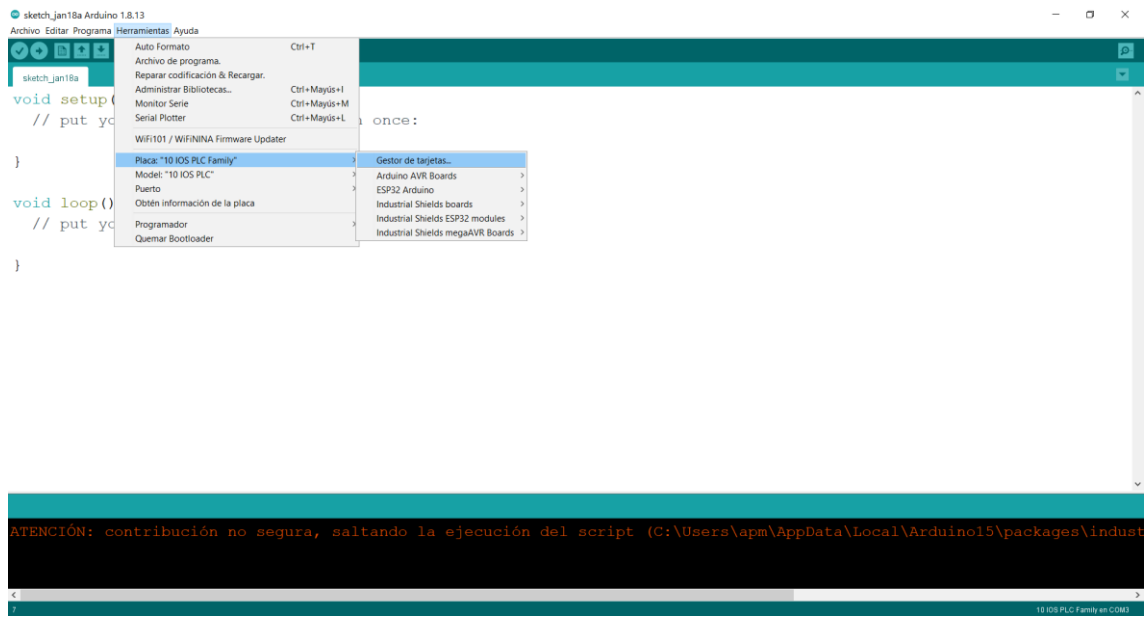 sketch_jan18a Arduino 1.8.13
Archivo Editar Programa Herramientas Ayuda
sketch_jan18a
Auto Formato Ctrl+T
Archivo de programa.
Reparar codificación & Recargar.
Administrar Bibliotecas.. Ctrl+Mayús+I
Monitor Serie Ctrl+Mayús+M
Serial Plotter Ctrl+Mayús+L
WiFi101 / WiFiNINA Firmware Updater
Placa: "10 IOS PLC Family"
Model: "10 IOS PLC"
Puerto
Obtén información de la placa
Programador
Quemar Bootloader
Gestor de tarjetas...
Arduino AVR Boards
ESP32 Arduino
Industrial Shields boards
Industrial Shields ESP32 modules
Industrial Shields megaAVR Boards
void setup(
// put yo once:
}
void loop()
// put yo
}
ATENCIÓN: contribución no segura, saltando la ejecución del script (C:\Users\apm\AppData\Local\Arduino15\packages\indust
7
10 IOS PLC Family en COM3